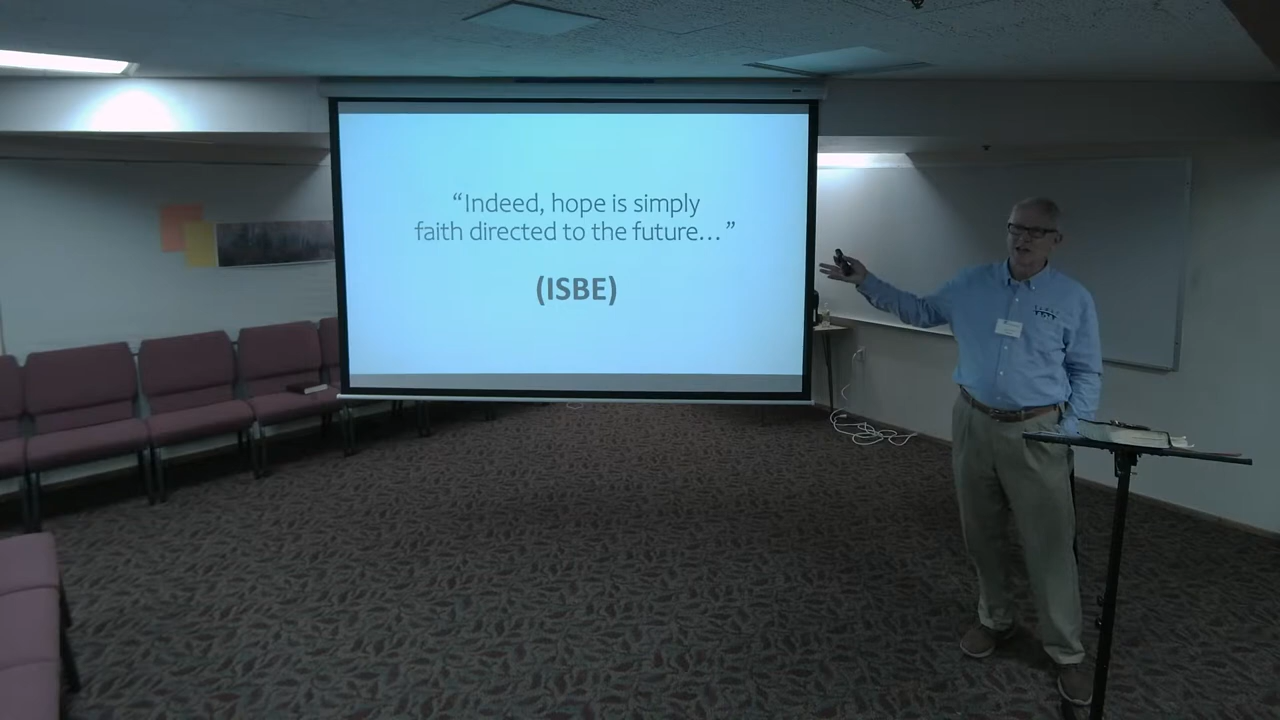 “Indeed, hope is simply
faith directed to the future…”
(ISBE)